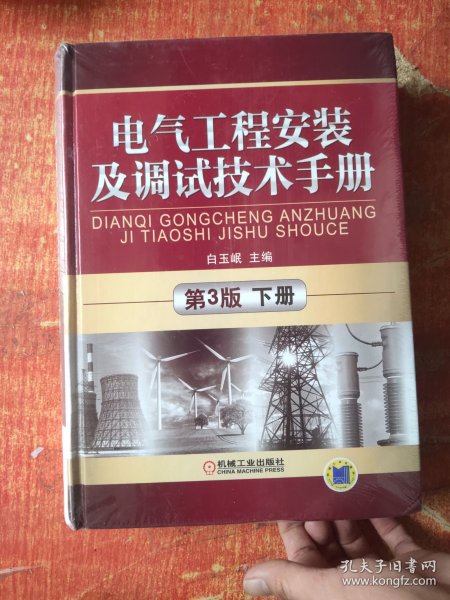 电气工程安装
及调试技术手册
DIANQI GONGCHENG ANZHUANG
JI TIAOSHI JISHU SHOUCE
白玉岷 主编
第3版 下册
机械工业出版社
CHINA MACHINE PRESS
孔夫子旧书网
www.kongfz.com